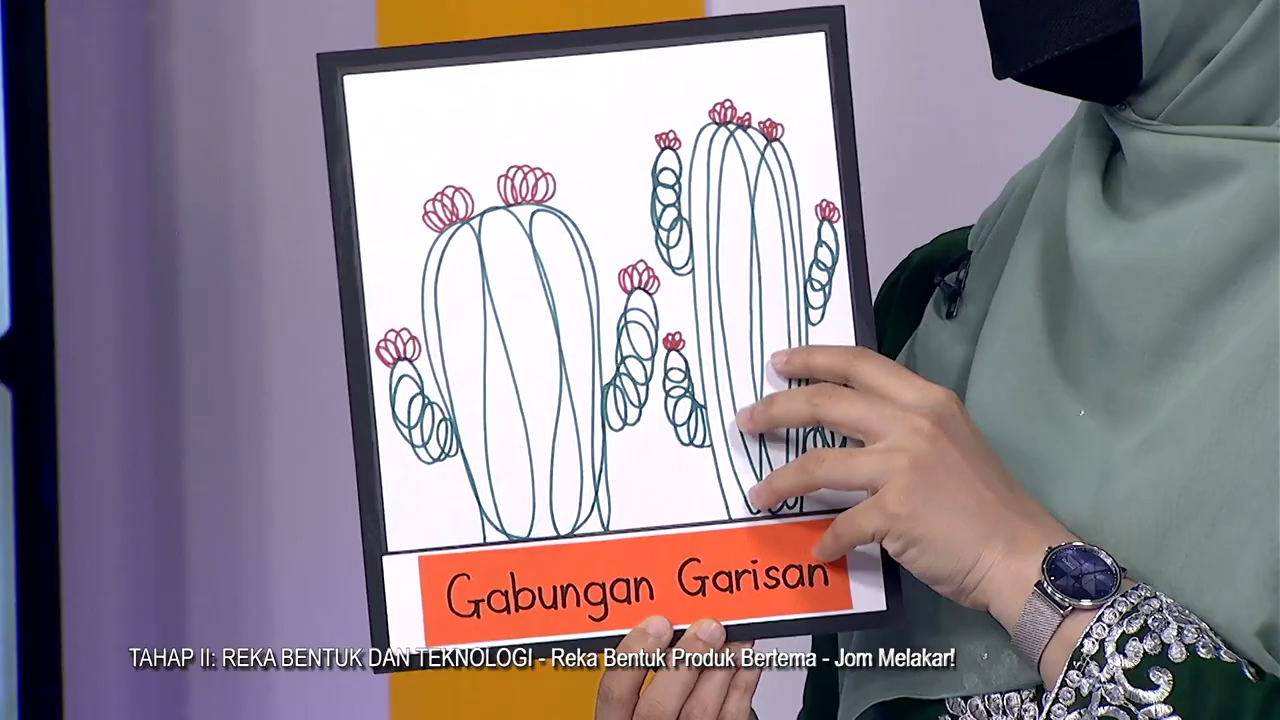 Gabungan Garisan
TAHAP II: REKA BENTUK DAN TEKNOLOGI - Reka Bentuk Produk Bertema - Jom Melakar!